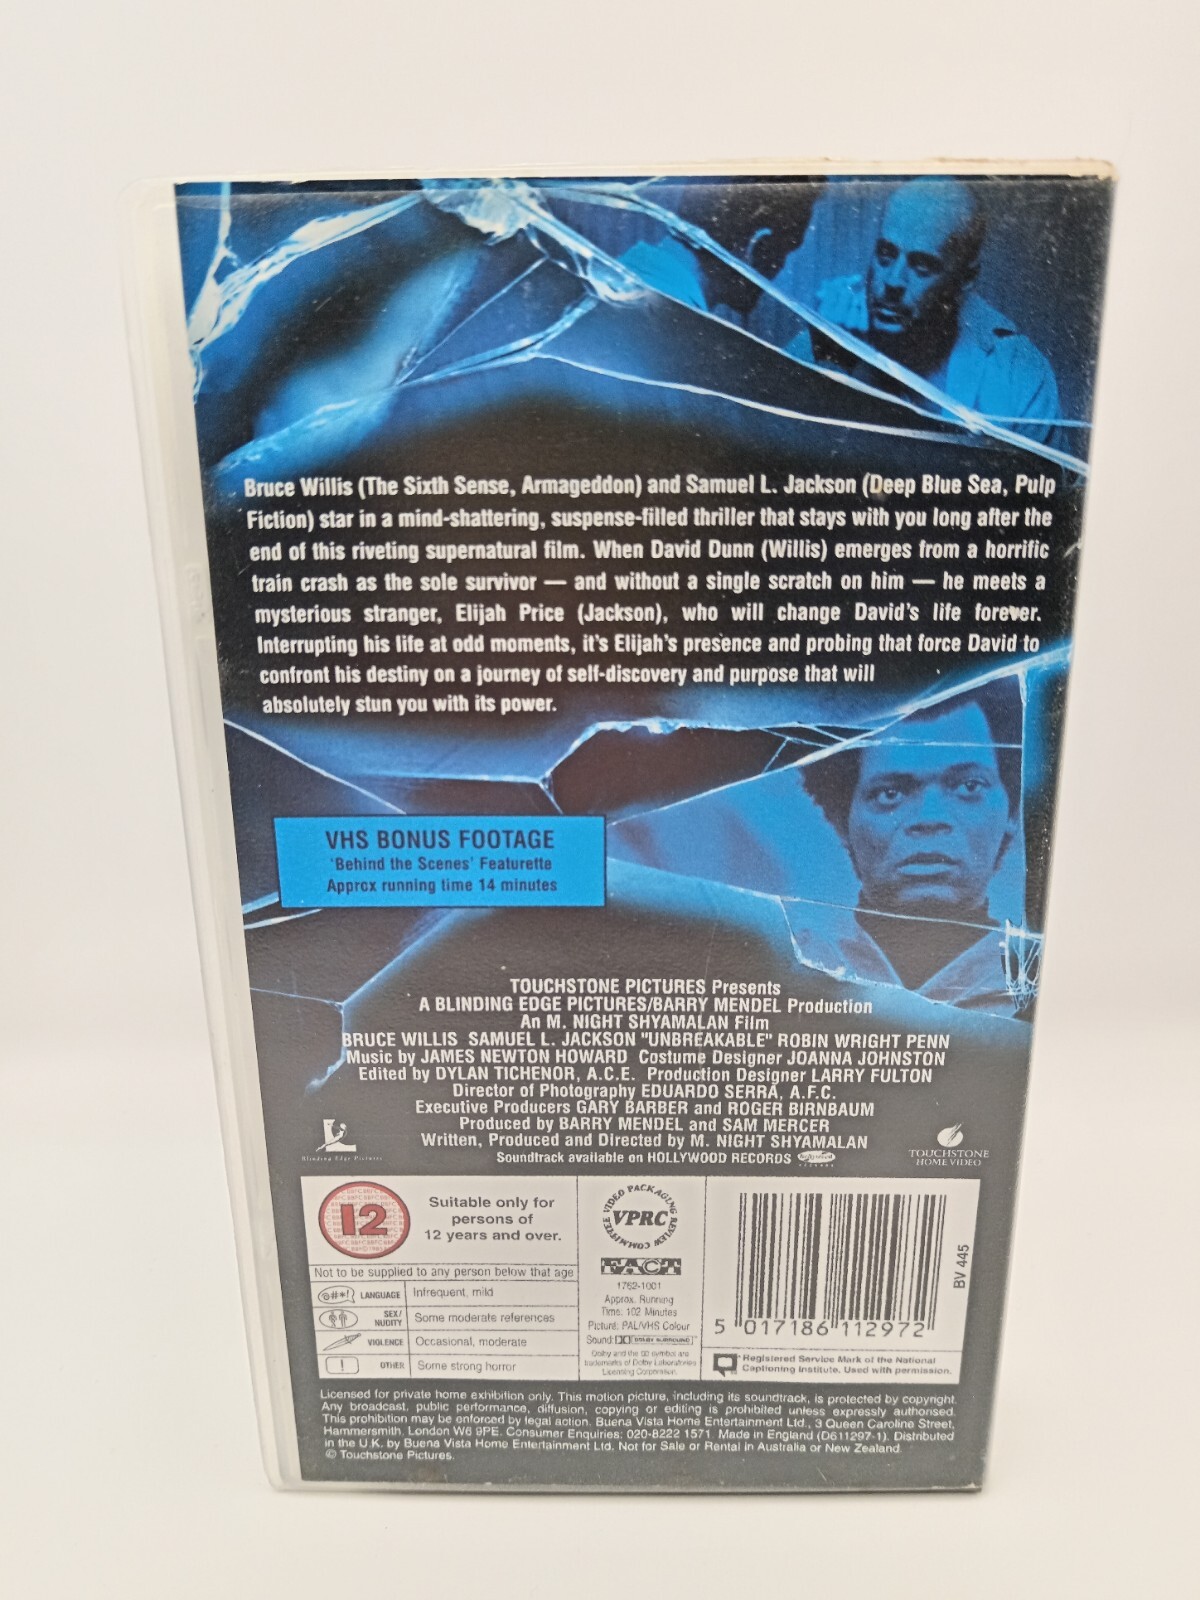 Bruce Willis (The Sixth Sense, Armageddon) and Samuel L. Jackson (Deep Blue Sea, Pulp
Fiction) star in a mind-shattering, suspense-filled thriller that stays with you long after the
end of this riveting supernatural film. When David Dunn (Willis) emerges from a horrific
train crash as the sole survivor — and without a single scratch on him — he meets a
mysterious stranger, Elijah Price (Jackson), who will change David's life forever.
Interrupting his life at odd moments, it's Elijah's presence and probing that force David to
confront his destiny on a journey of self-discovery and purpose that will
absolutely stun you with its power.
VHS BONUS FOOTAGE
'Behind the Scenes' Featurette
Approx running time 14 minutes
TOUCHSTONE PICTURES Presents
A BLINDING EDGE PICTURES/BARRY MENDEL Production
An M. NIGHT SHYAMALAN Film
BRUCE WILLIS SAMUEL L. JACKSON "UNBREAKABLE" ROBIN WRIGHT PENN
Music by JAMES NEWTON HOWARD Costume Designer JOANNA JOHNSTON
Edited by DYLAN TICHENOR, A.C.E. Production Designer LARRY FULTON
Director of Photography EDUARDO SERRA, A.F.C.
Executive Producers GARY BARBER and ROGER BIRNBAUM
Produced by BARRY MENDEL and SAM MERCER
Written, Produced and Directed by M. NIGHT SHYAMALAN
Soundtrack available on HOLLYWOOD RECORDS
Blinding Edge Pictures
TOUCHSTONE
HOME VIDEO
12
Suitable only for
persons of
12 years and over.
Not to be supplied to any person below that age
@#*! LANGUAGE Infrequent, mild
SEX/
NUDITY Some moderate references
VIOLENCE Occasional, moderate
! OTHER Some strong horror
VIDEO PACKAGING REVIEW COMMITTEE
VPRC
FACT
1762-1001
Approx. Running
Time: 102 Minutes
Picture: PAL/VHS Colour
Sound: DOLBY SURROUND
Dolby and the DD symbol are
trademarks of Dolby Laboratories
Licensing Corporation.
5 017186 112972
BV 445
Registered Service Mark of the National
Captioning Institute. Used with permission.
Licensed for private home exhibition only. This motion picture, including its soundtrack, is protected by copyright.
Any broadcast, public performance, diffusion, copying or editing is prohibited unless expressly authorised.
This prohibition may be enforced by legal action. Buena Vista Home Entertainment Ltd., 3 Queen Caroline Street,
Hammersmith, London W6 9PE. Consumer Enquiries: 020-8222 1571. Made in England (D611297-1). Distributed
in the U.K. by Buena Vista Home Entertainment Ltd. Not for Sale or Rental in Australia or New Zealand.
© Touchstone Pictures.